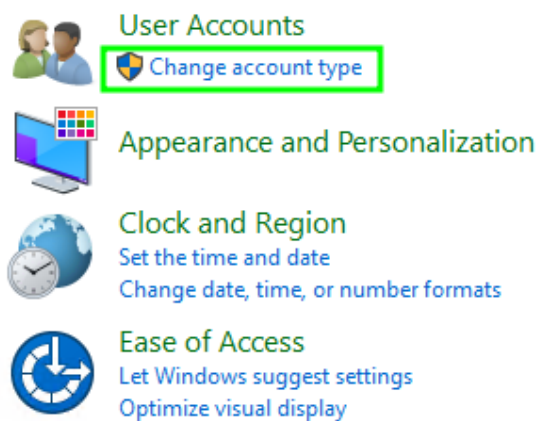 User Accounts
Change account type
Appearance and Personalization
Clock and Region
Set the time and date
Change date, time, or number formats
Ease of Access
Let Windows suggest settings
Optimize visual display